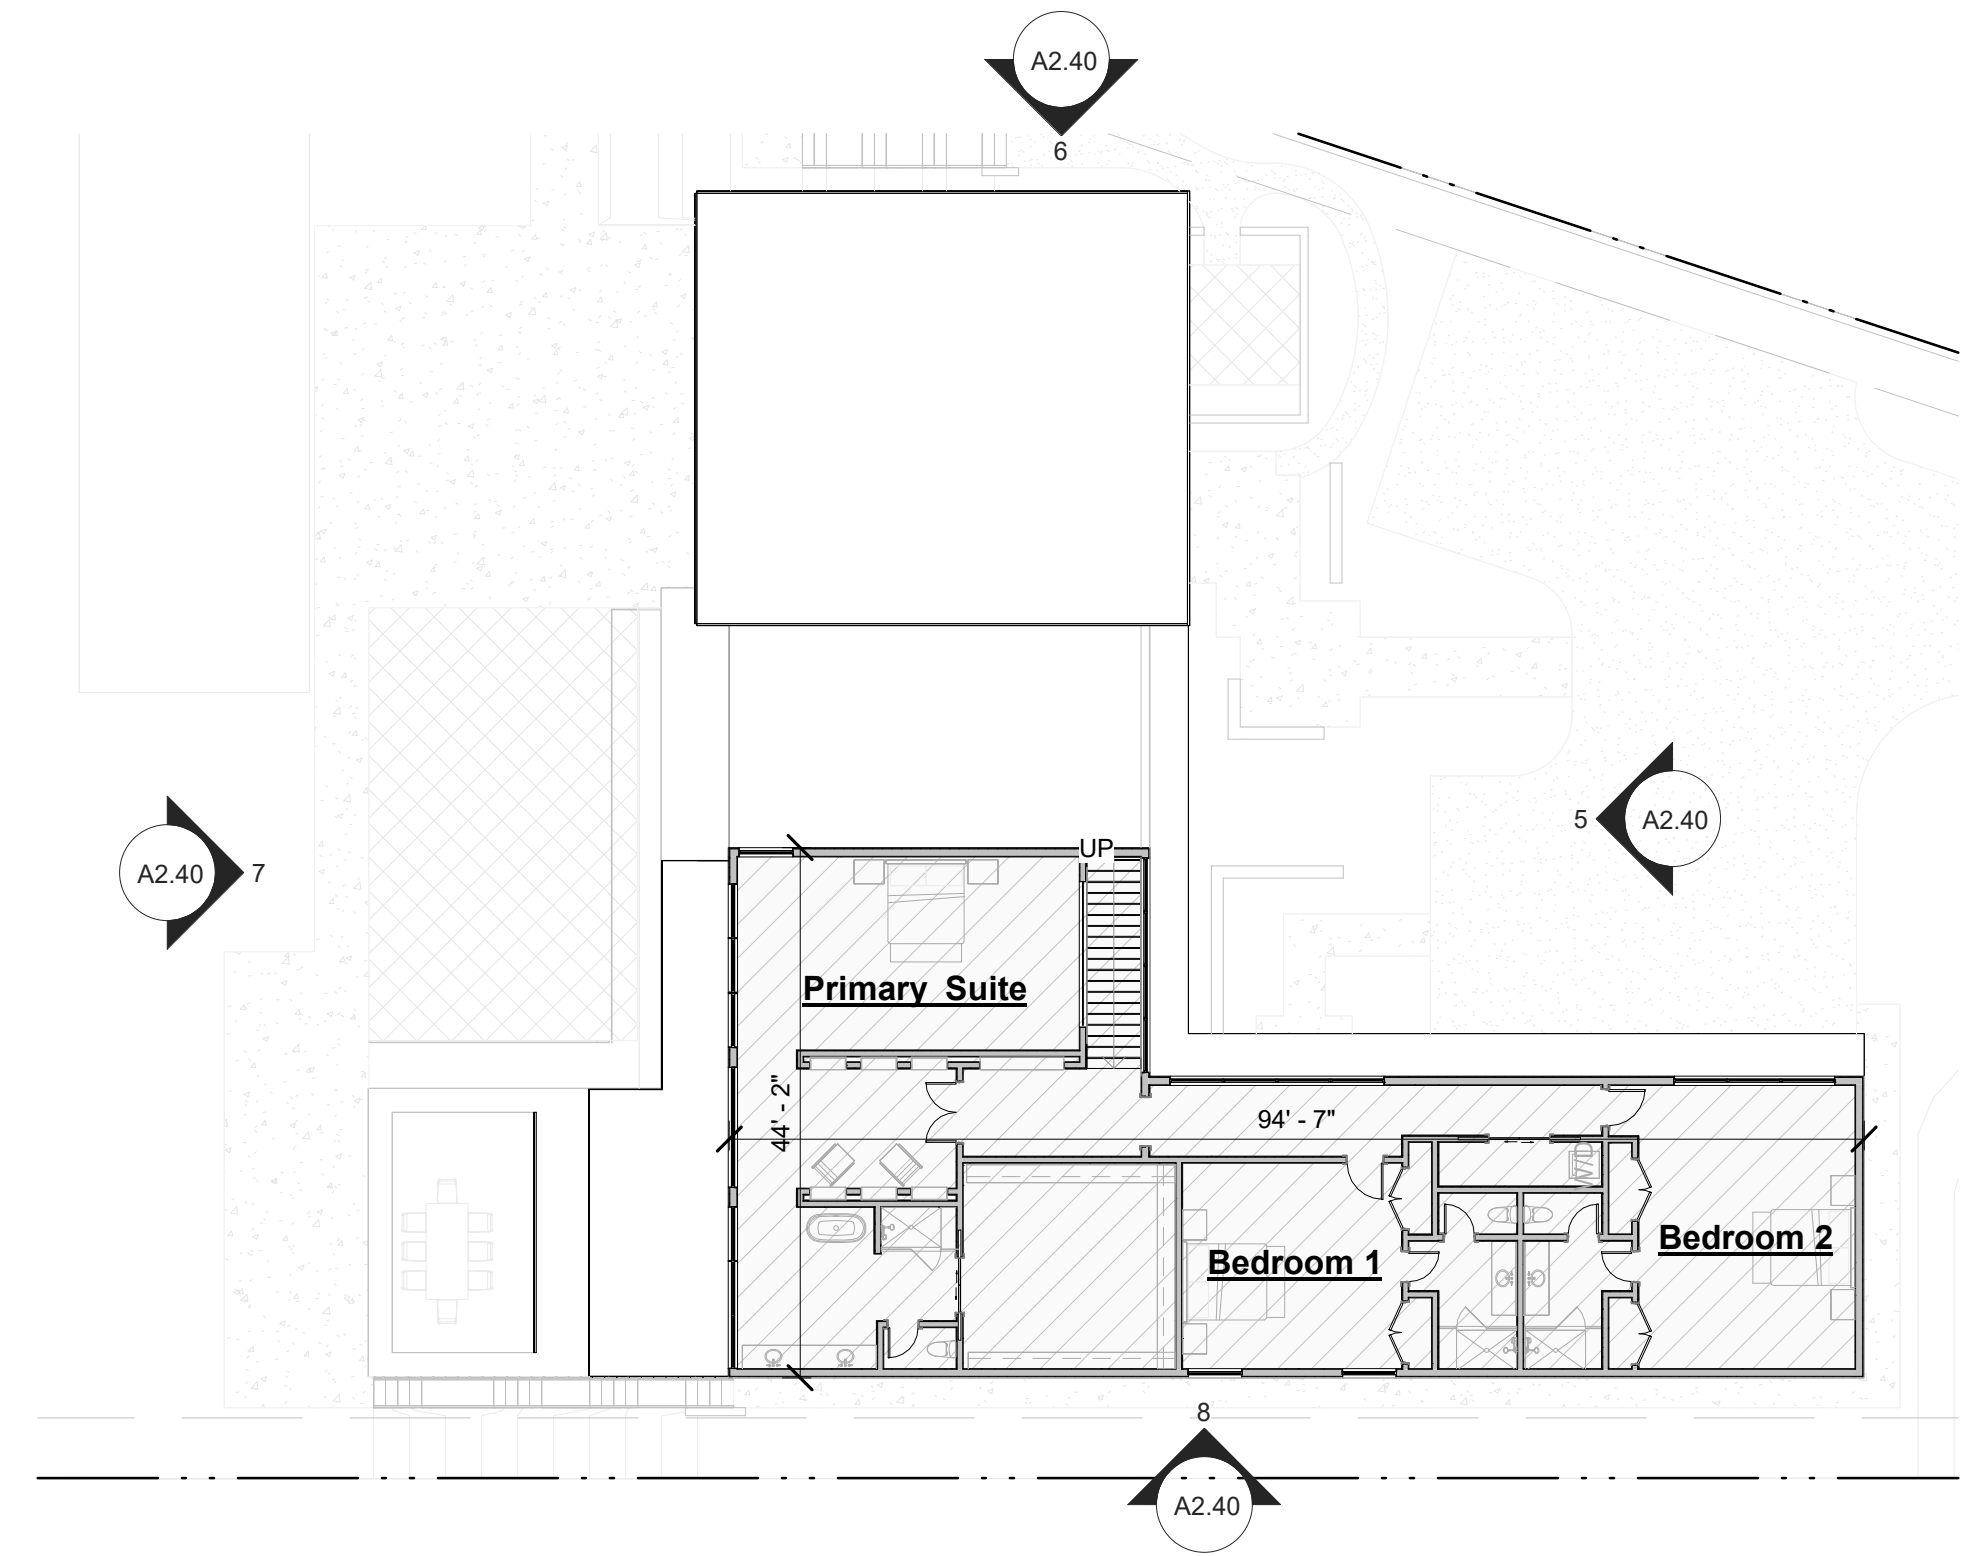 A2.40
6
A2.40
7
5
A2.40
UP
Primary Suite
44' - 2"
94' - 7"
WD
Bedroom 1
Bedroom 2
8
A2.40